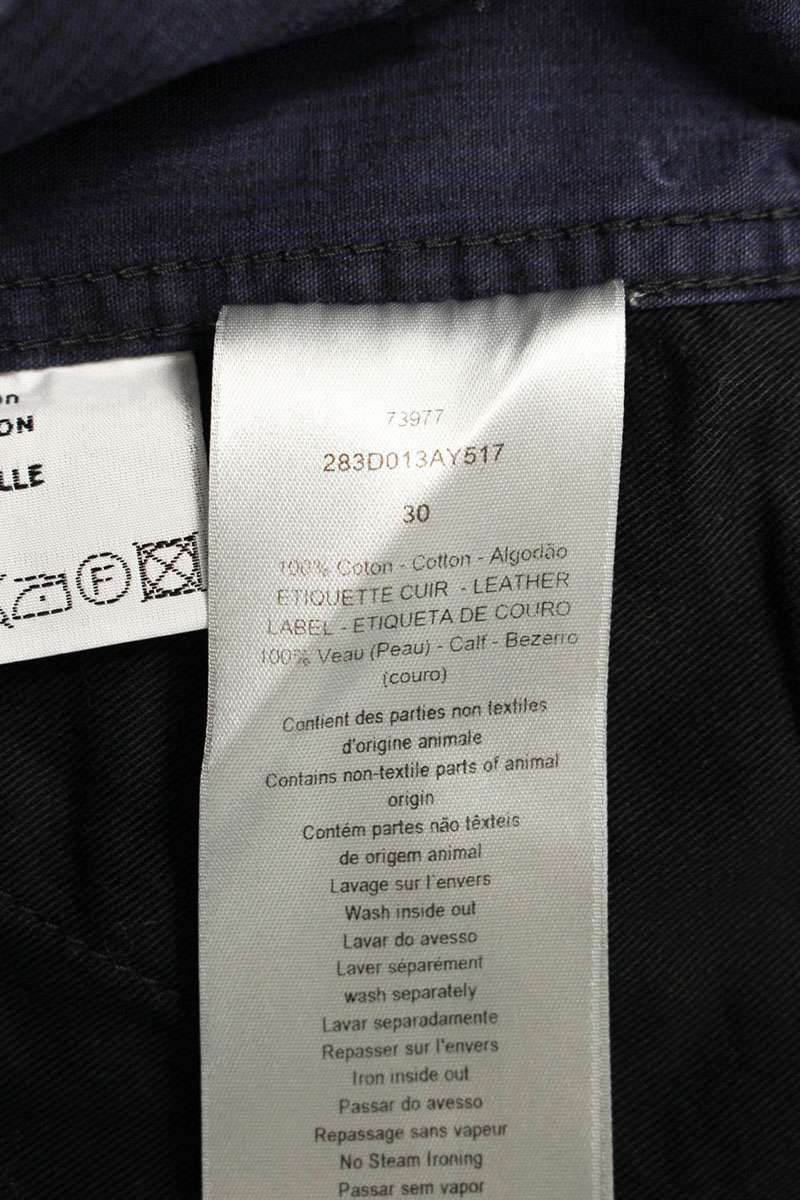 ON
LLE
F
73977
283D013AY517
30
100% Coton - Cotton - Algodão
ETIQUETTE CUIR - LEATHER
LABEL - ETIQUETA DE COURO
100% Veau (Peau) - Calf - Bezerro
(couro)
Contient des parties non textiles
d'origine animale
Contains non-textile parts of animal
origin
Contém partes não têxteis
de origem animal
Lavage sur l'envers
Wash inside out
Lavar do avesso
Laver séparément
wash separately
Lavar separadamente
Repasser sur l'envers
Iron inside out
Passar do avesso
Repassage sans vapeur
No Steam Ironing
Passar sem vapor